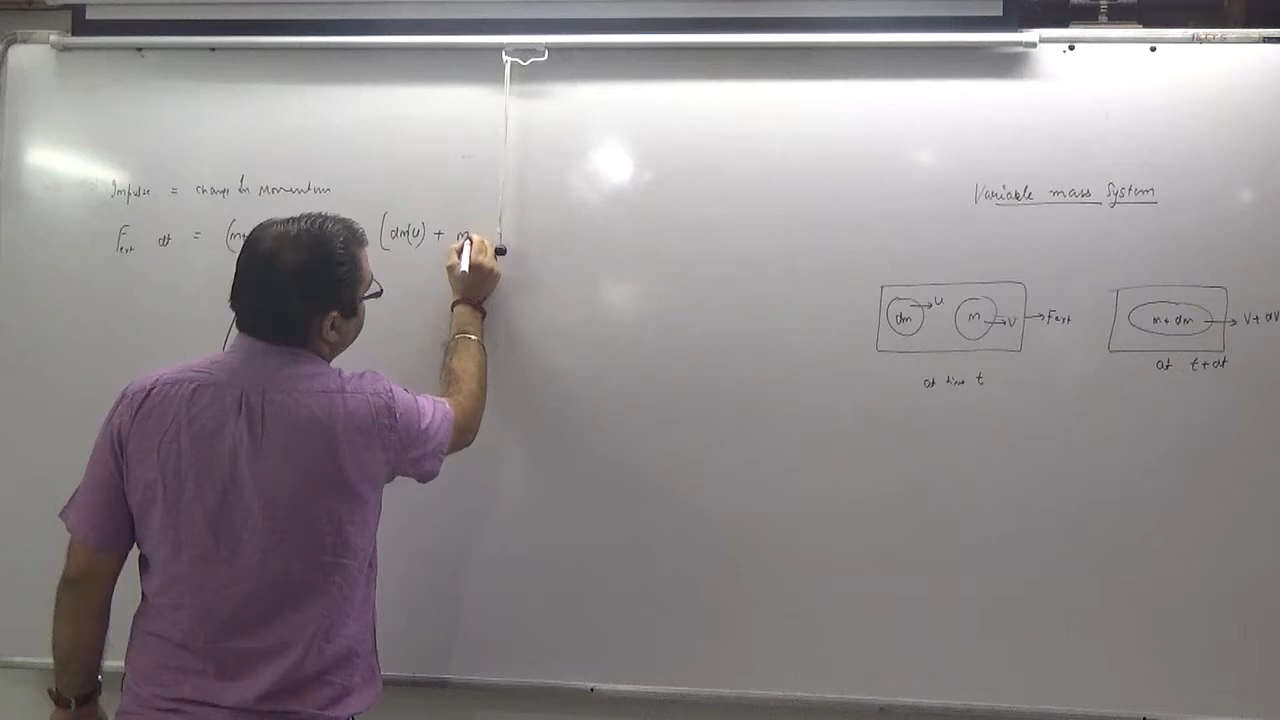 Impulse = change in Momentum
Fext dt = (m+ [dm(u) + m
Variable mass System
dm → u m → V → Fext
at time t
m + dm → V + dV
at t + dt